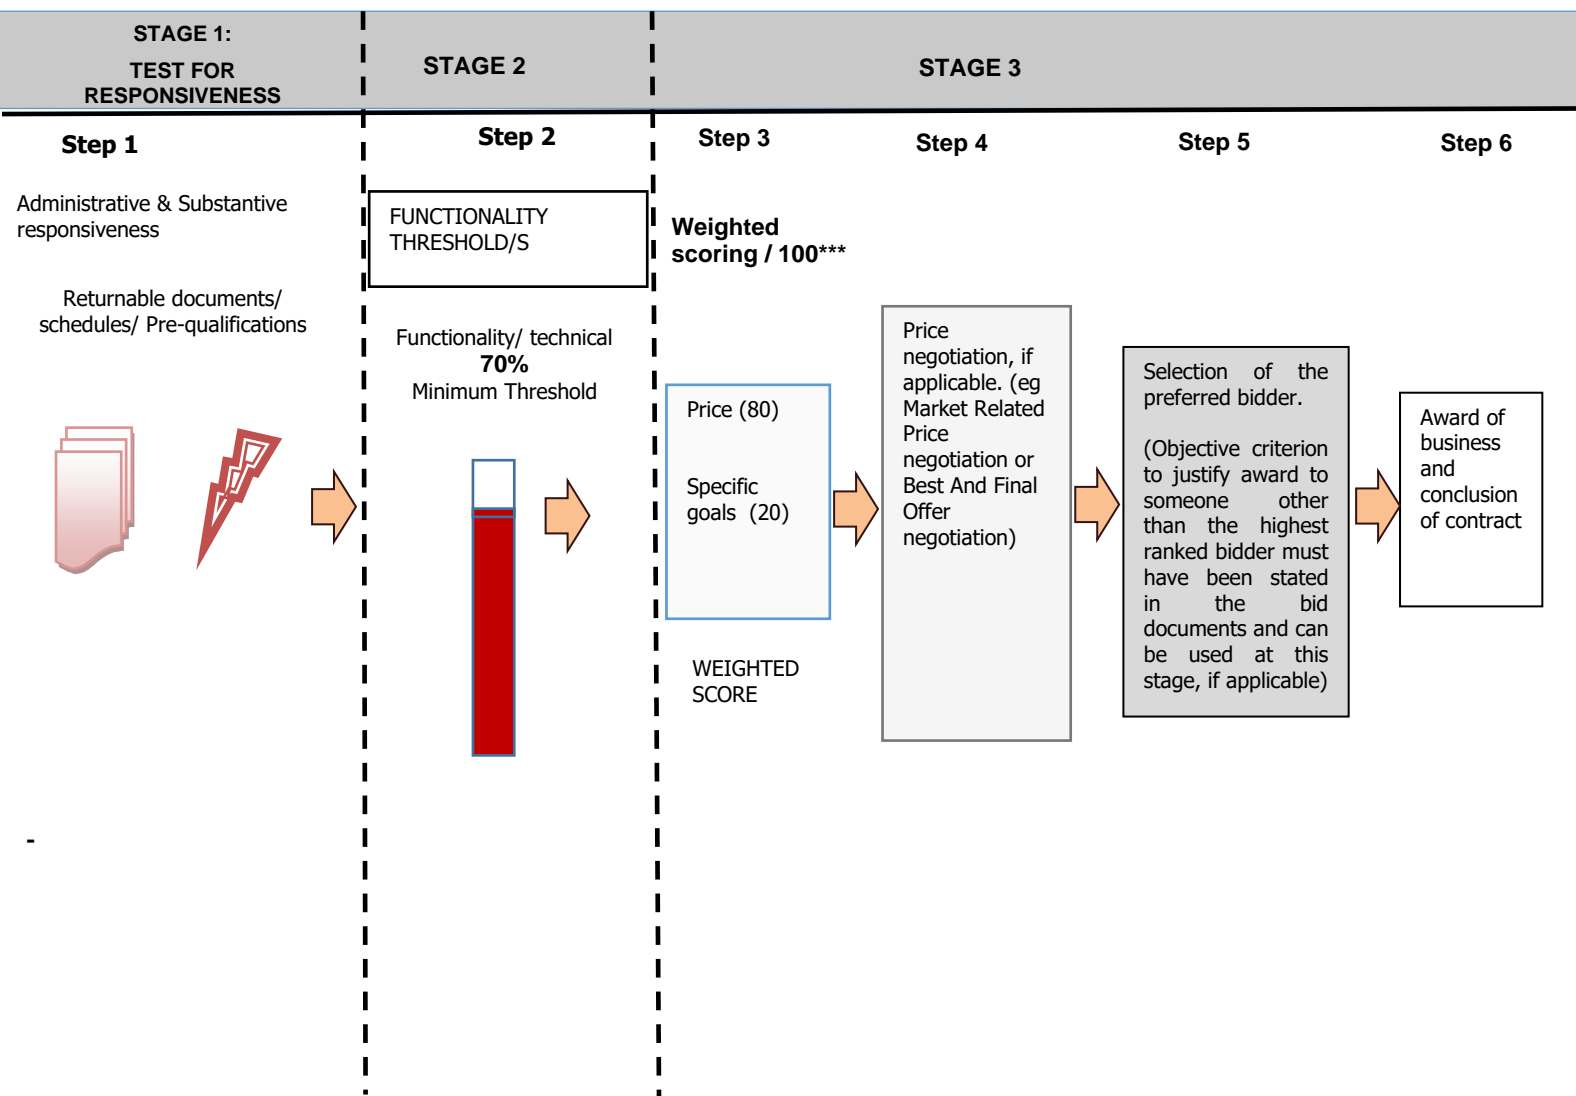 STAGE 1:
TEST FOR
RESPONSIVENESS
STAGE 2
STAGE 3
Step 1
Step 2
Step 3
Step 4
Step 5
Step 6
Administrative & Substantive
responsiveness
Returnable documents/
schedules/ Pre-qualifications
FUNCTIONALITY
THRESHOLD/S
Functionality/ technical
70%
Minimum Threshold
Weighted
scoring / 100***
Price (80)
Specific
goals (20)
WEIGHTED
SCORE
Price
negotiation, if
applicable. (eg
Market Related
Price
negotiation or
Best And Final
Offer
negotiation)
Selection of the
preferred bidder.
(Objective criterion
to justify award to
someone other
than the highest
ranked bidder must
have been stated
in the bid
documents and can
be used at this
stage, if applicable)
Award of
business
and
conclusion
of contract
-